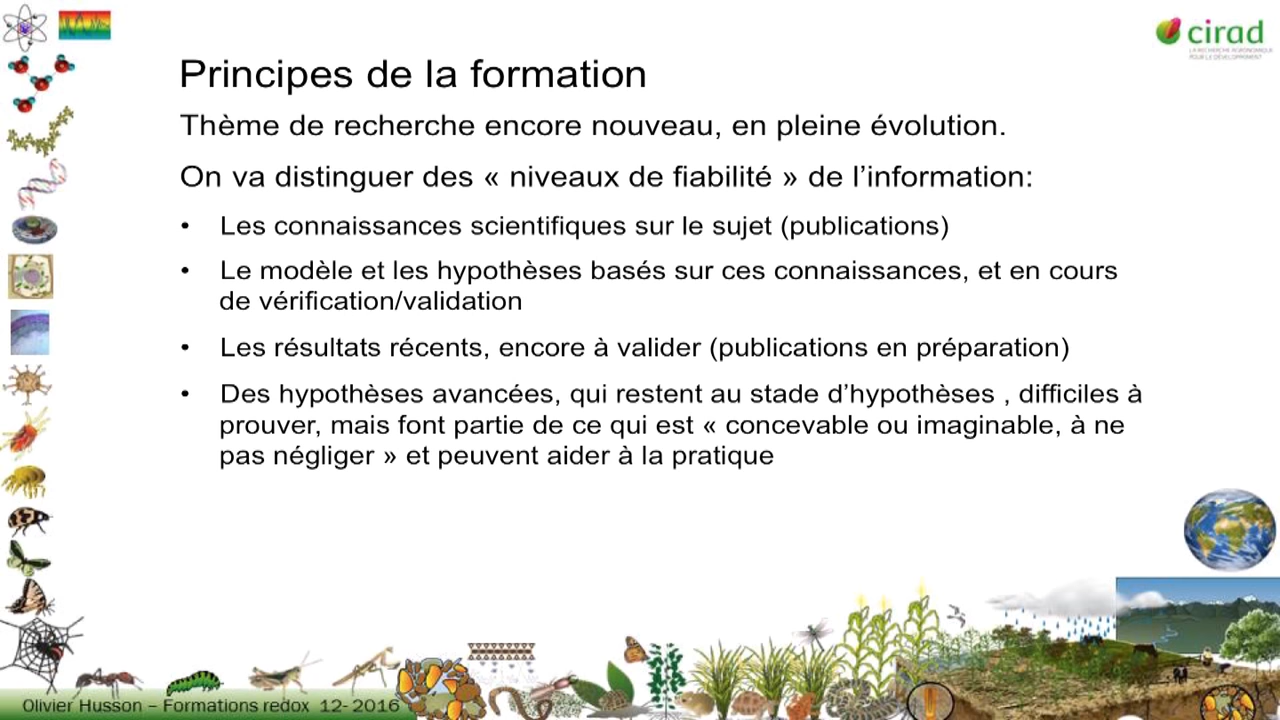 cirad
LA RECHERCHE AGRONOMIQUE
POUR LE DÉVELOPPEMENT
Principes de la formation
Thème de recherche encore nouveau, en pleine évolution.
On va distinguer des « niveaux de fiabilité » de l’information:
• Les connaissances scientifiques sur le sujet (publications)
• Le modèle et les hypothèses basés sur ces connaissances, et en cours
de vérification/validation
• Les résultats récents, encore à valider (publications en préparation)
• Des hypothèses avancées, qui restent au stade d’hypothèses , difficiles à
prouver, mais font partie de ce qui est « concevable ou imaginable, à ne
pas négliger » et peuvent aider à la pratique
Olivier Husson – Formations redox 12- 2016